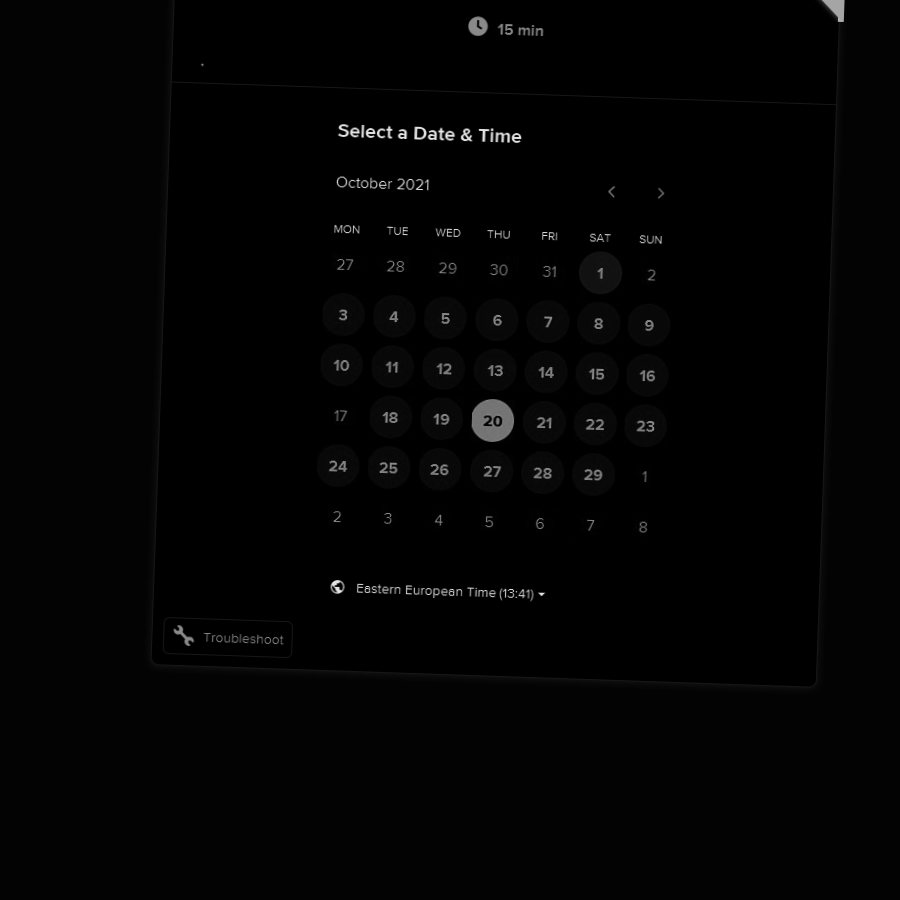 15 min
.
Select a Date & Time
October 2021
MON TUE WED THU FRI SAT SUN
27 28 29 30 31 1 2
3 4 5 6 7 8 9
10 11 12 13 14 15 16
17 18 19 20 21 22 23
24 25 26 27 28 29 1
2 3 4 5 6 7 8
Eastern European Time (13:41)
Troubleshoot